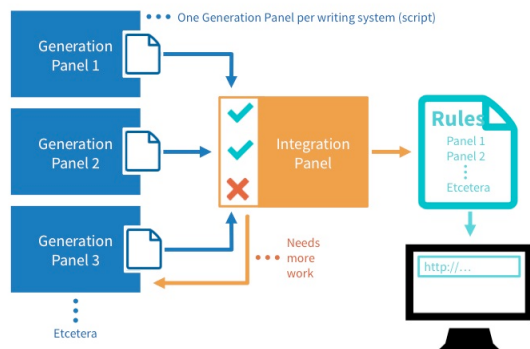 One Generation Panel per writing system (script)
Generation
Panel 1
Generation
Panel 2
Generation
Panel 3
Etcetera
Integration
Panel
Needs
more
work
Rules
Panel 1
Panel 2
Etcetera
http://...